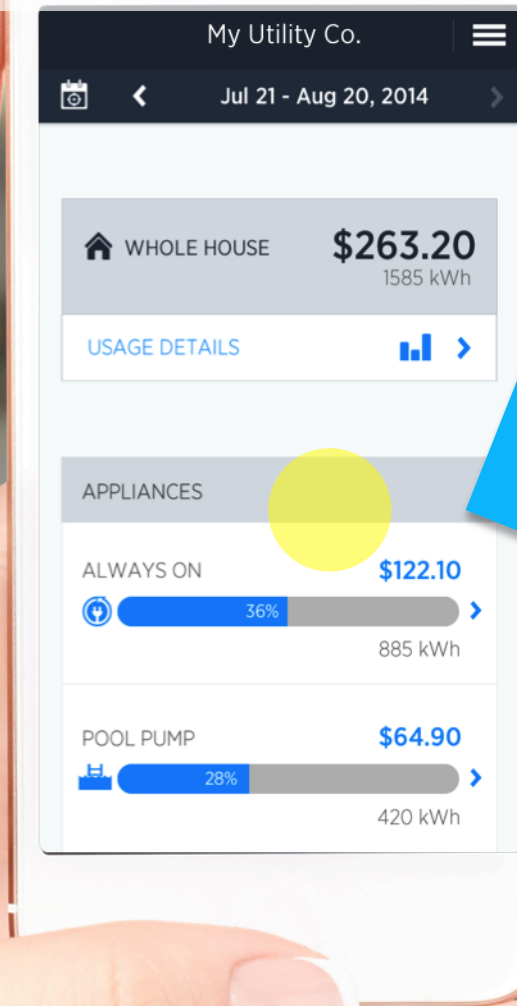 My Utility Co.
Jul 21 - Aug 20, 2014
WHOLE HOUSE $263.20
1585 kWh
USAGE DETAILS
APPLIANCES
ALWAYS ON $122.10
36%
885 kWh
POOL PUMP $64.90
28%
420 kWh